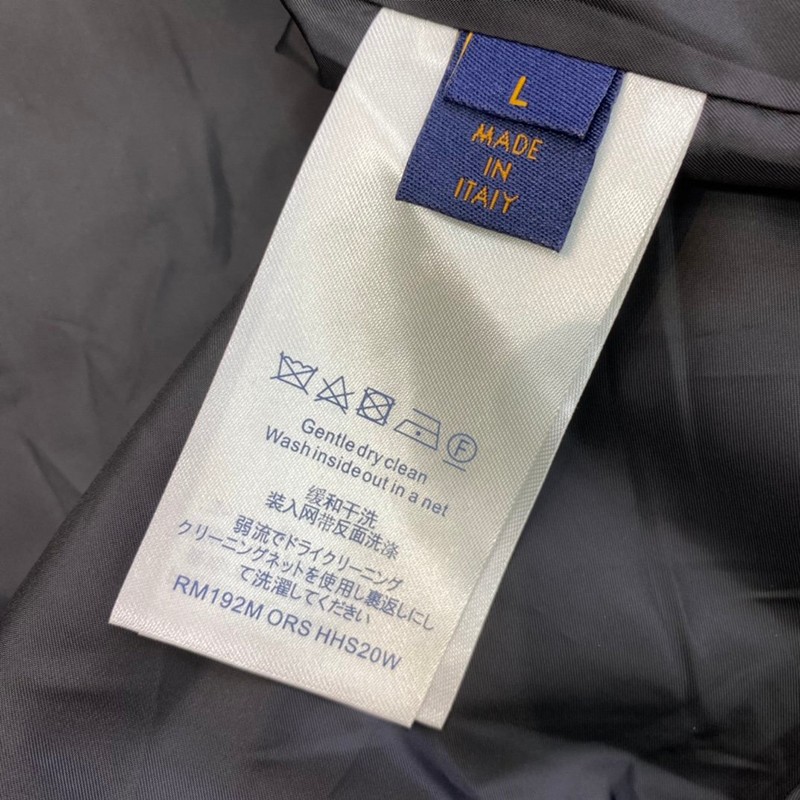 L
MADE
IN
ITALY
F
Gentle dry clean
Wash inside out in a net
缓和干洗
装入网带反面洗涤
弱流でドライクリーニング
クリーニングネットを使用し裏返しにし
て洗濯してください
RM192M ORS HHS20W